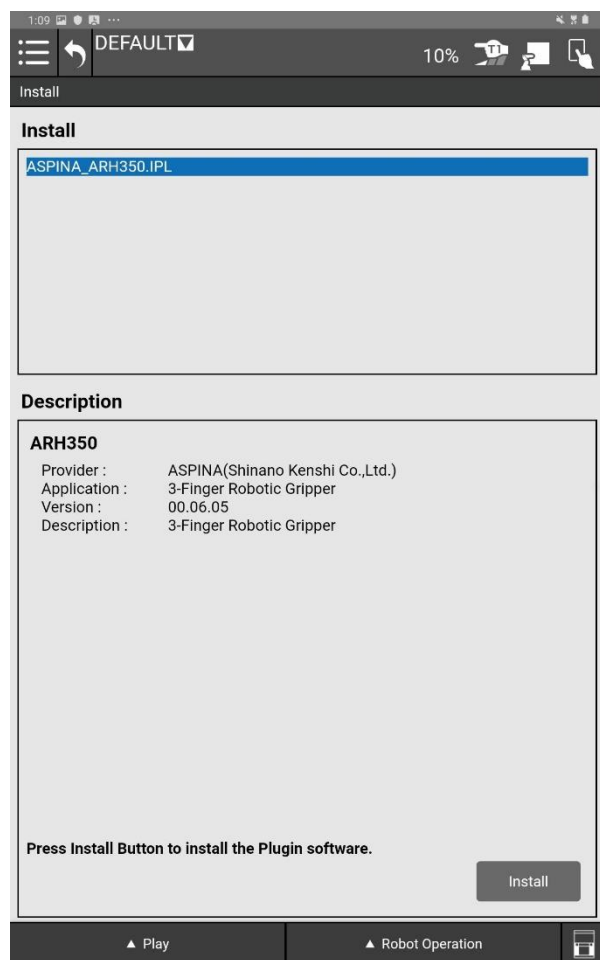 1:09
DEFAULT
10%
T1
Install
Install
ASPINA_ARH350.IPL
Description
ARH350
Provider : ASPINA(Shinano Kenshi Co.,Ltd.)
Application : 3-Finger Robotic Gripper
Version : 00.06.05
Description : 3-Finger Robotic Gripper
Press Install Button to install the Plugin software.
Install
▲ Play
▲ Robot Operation